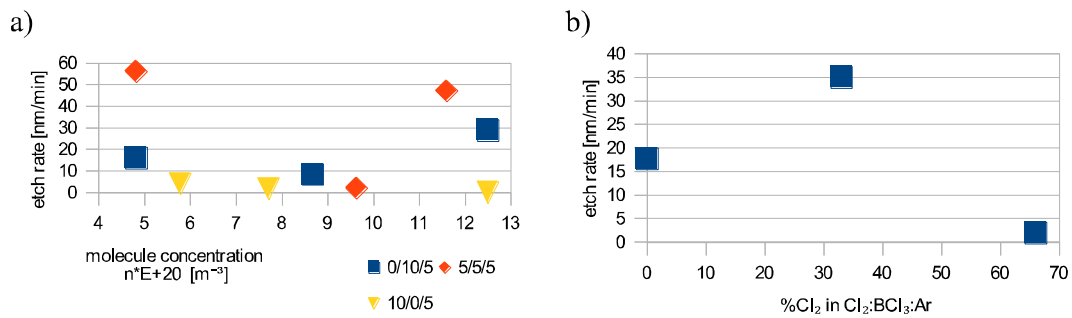 a)
etch rate [nm/min]
60
50
40
30
20
10
0
4 5 6 7 8 9 10 11 12 13
molecule concentration
n*E+20 [m⁻³]
0/10/5 5/5/5
10/0/5
b)
etch rate [nm/min]
40
35
30
25
20
15
10
5
0
0 10 20 30 40 50 60 70
%Cl₂ in Cl₂:BCl₃:Ar